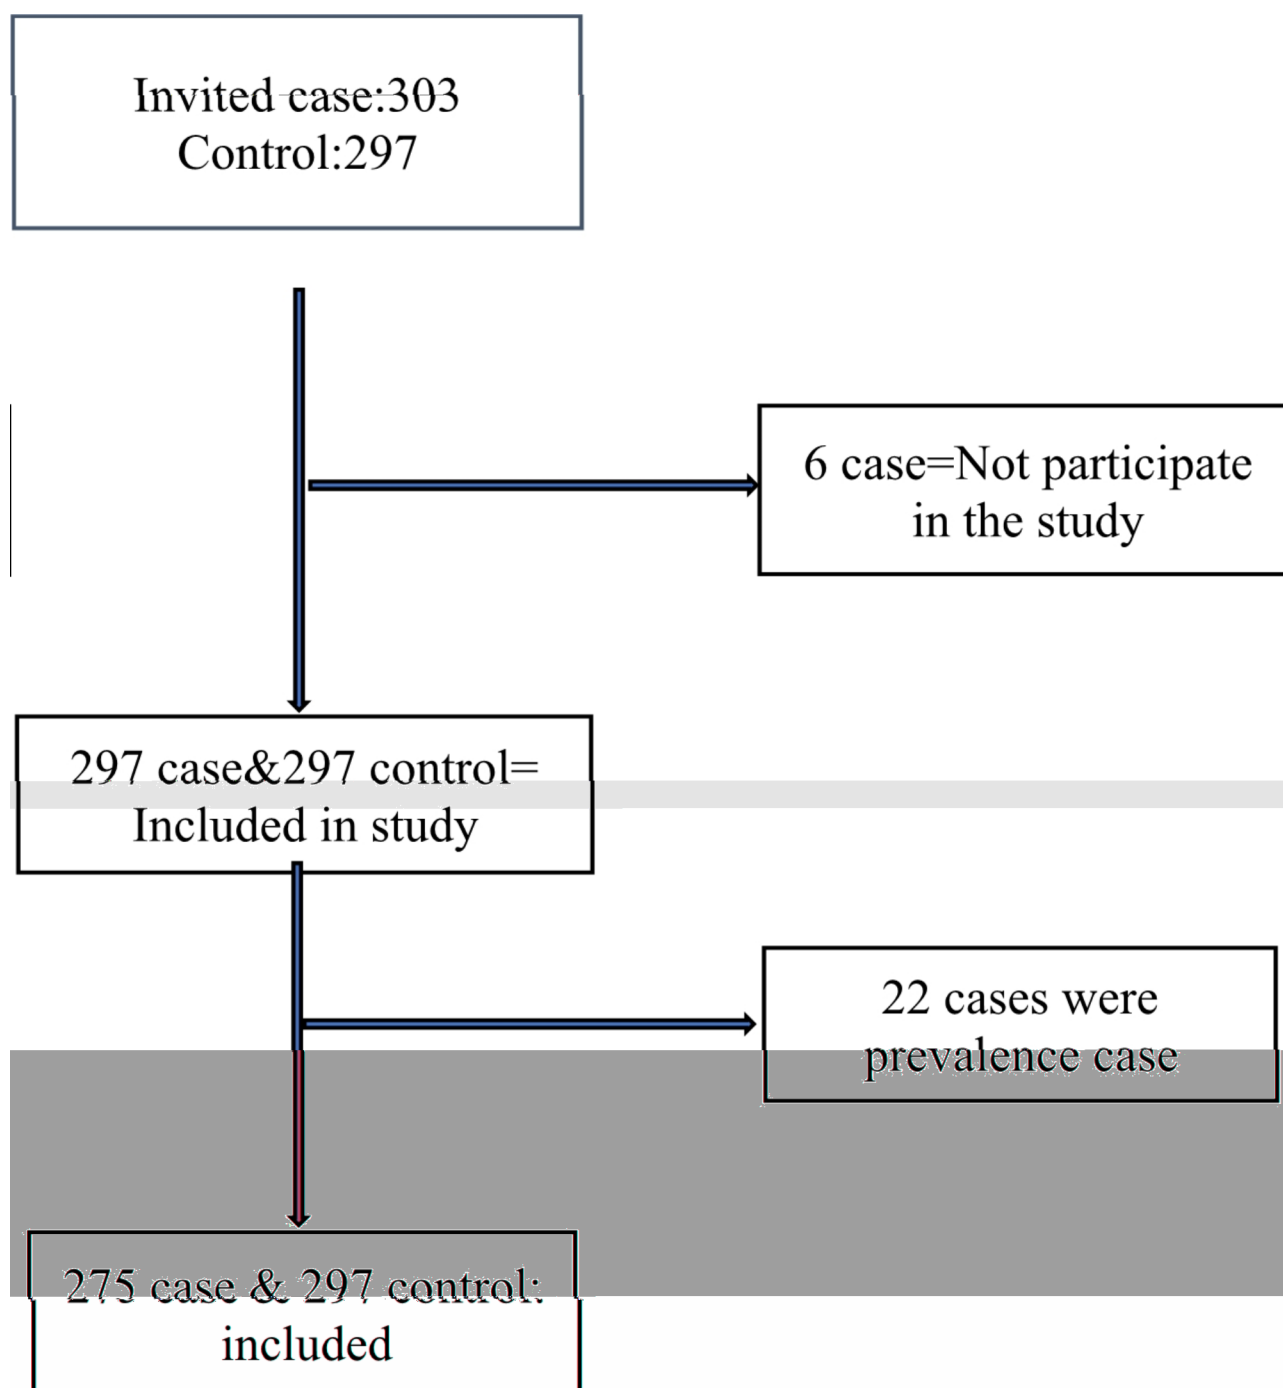 Invited case:303
Control:297
6 case=Not participate
in the study
297 case&297 control=
Included in study
22 cases were
prevalence case
275 case & 297 control:
included